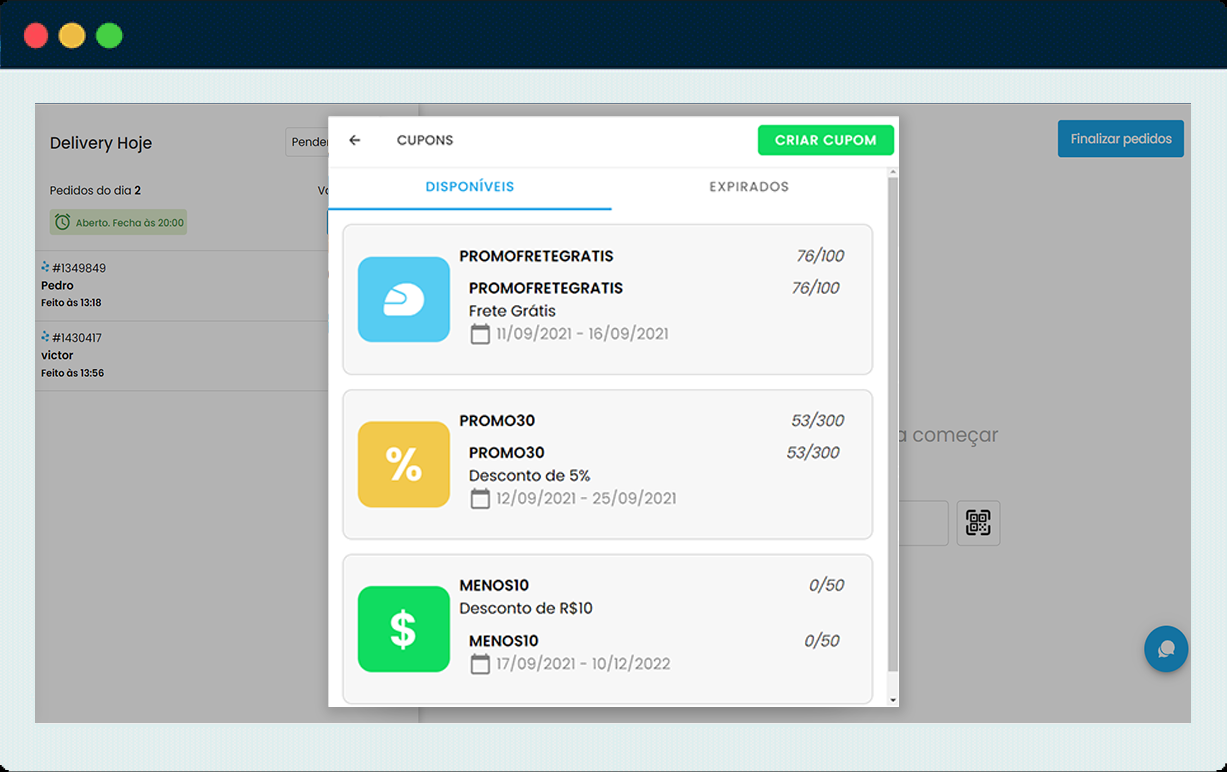 Delivery Hoje
Pedidos do dia 2
Aberto. Fecha às 20:00
#1349849
Pedro
Feito às 13:18
#1430417
victor
Feito às 13:56
CUPONS
CRIAR CUPOM
DISPONÍVEIS
EXPIRADOS
PROMOFRETEGRATIS 76/100
PROMOFRETEGRATIS 76/100
Frete Grátis
11/09/2021 - 16/09/2021
%
PROMO30 53/300
PROMO30 53/300
Desconto de 5%
12/09/2021 - 25/09/2021
$
MENOS10 0/50
Desconto de R$10
MENOS10 0/50
17/09/2021 - 10/12/2022
Finalizar pedidos
a começar